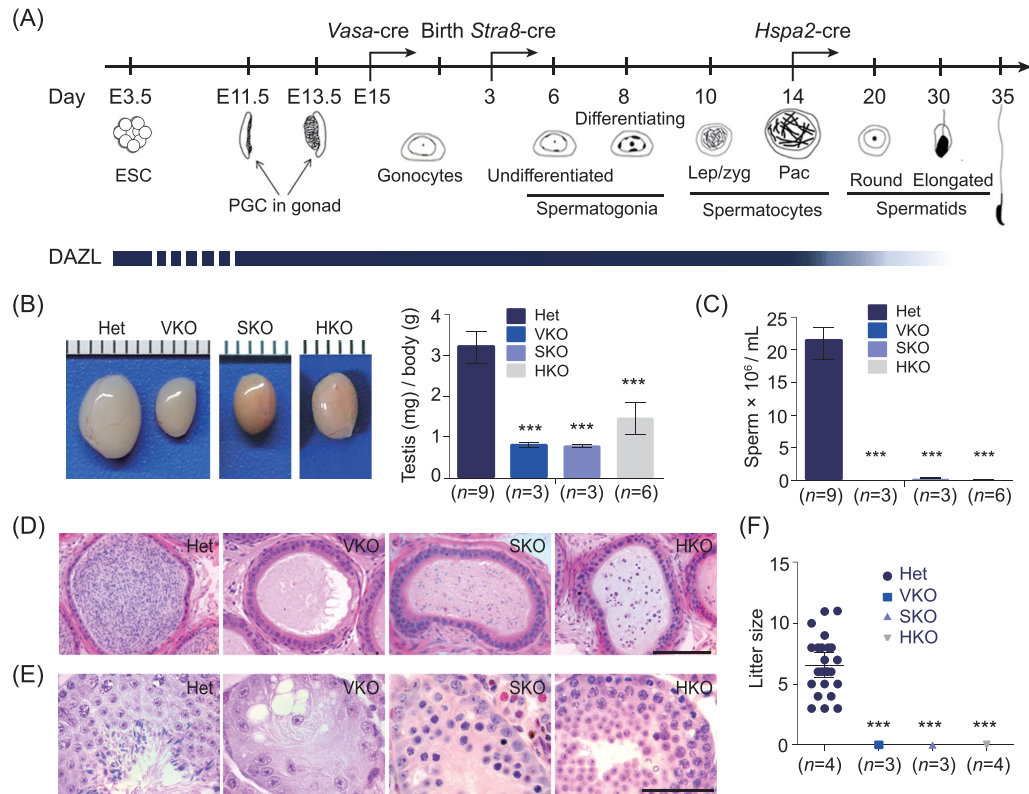 (A)
Vasa-cre Birth Stra8-cre Hspa2-cre
Day E3.5 E11.5 E13.5 E15 3 6 8 10 14 20 30 35
Differentiating
ESC
PGC in gonad
Gonocytes
Undifferentiated
Lep/zyg Pac Round Elongated
Spermatogonia Spermatocytes Spermatids
DAZL
(B)
Het VKO SKO HKO
Testis (mg) / body (g)
4
3
2
1
0
Het
VKO
SKO
HKO
*** *** ***
(n=9) (n=3) (n=3) (n=6)
(C)
Sperm × 10⁶ / mL
25
20
15
10
5
0
Het
VKO
SKO
HKO
*** *** ***
(n=9) (n=3) (n=3) (n=6)
(D)
Het VKO SKO HKO
(E)
Het VKO SKO HKO
(F)
Litter size
15
10
5
0
Het
VKO
SKO
HKO
*** *** ***
(n=4) (n=3) (n=3) (n=4)